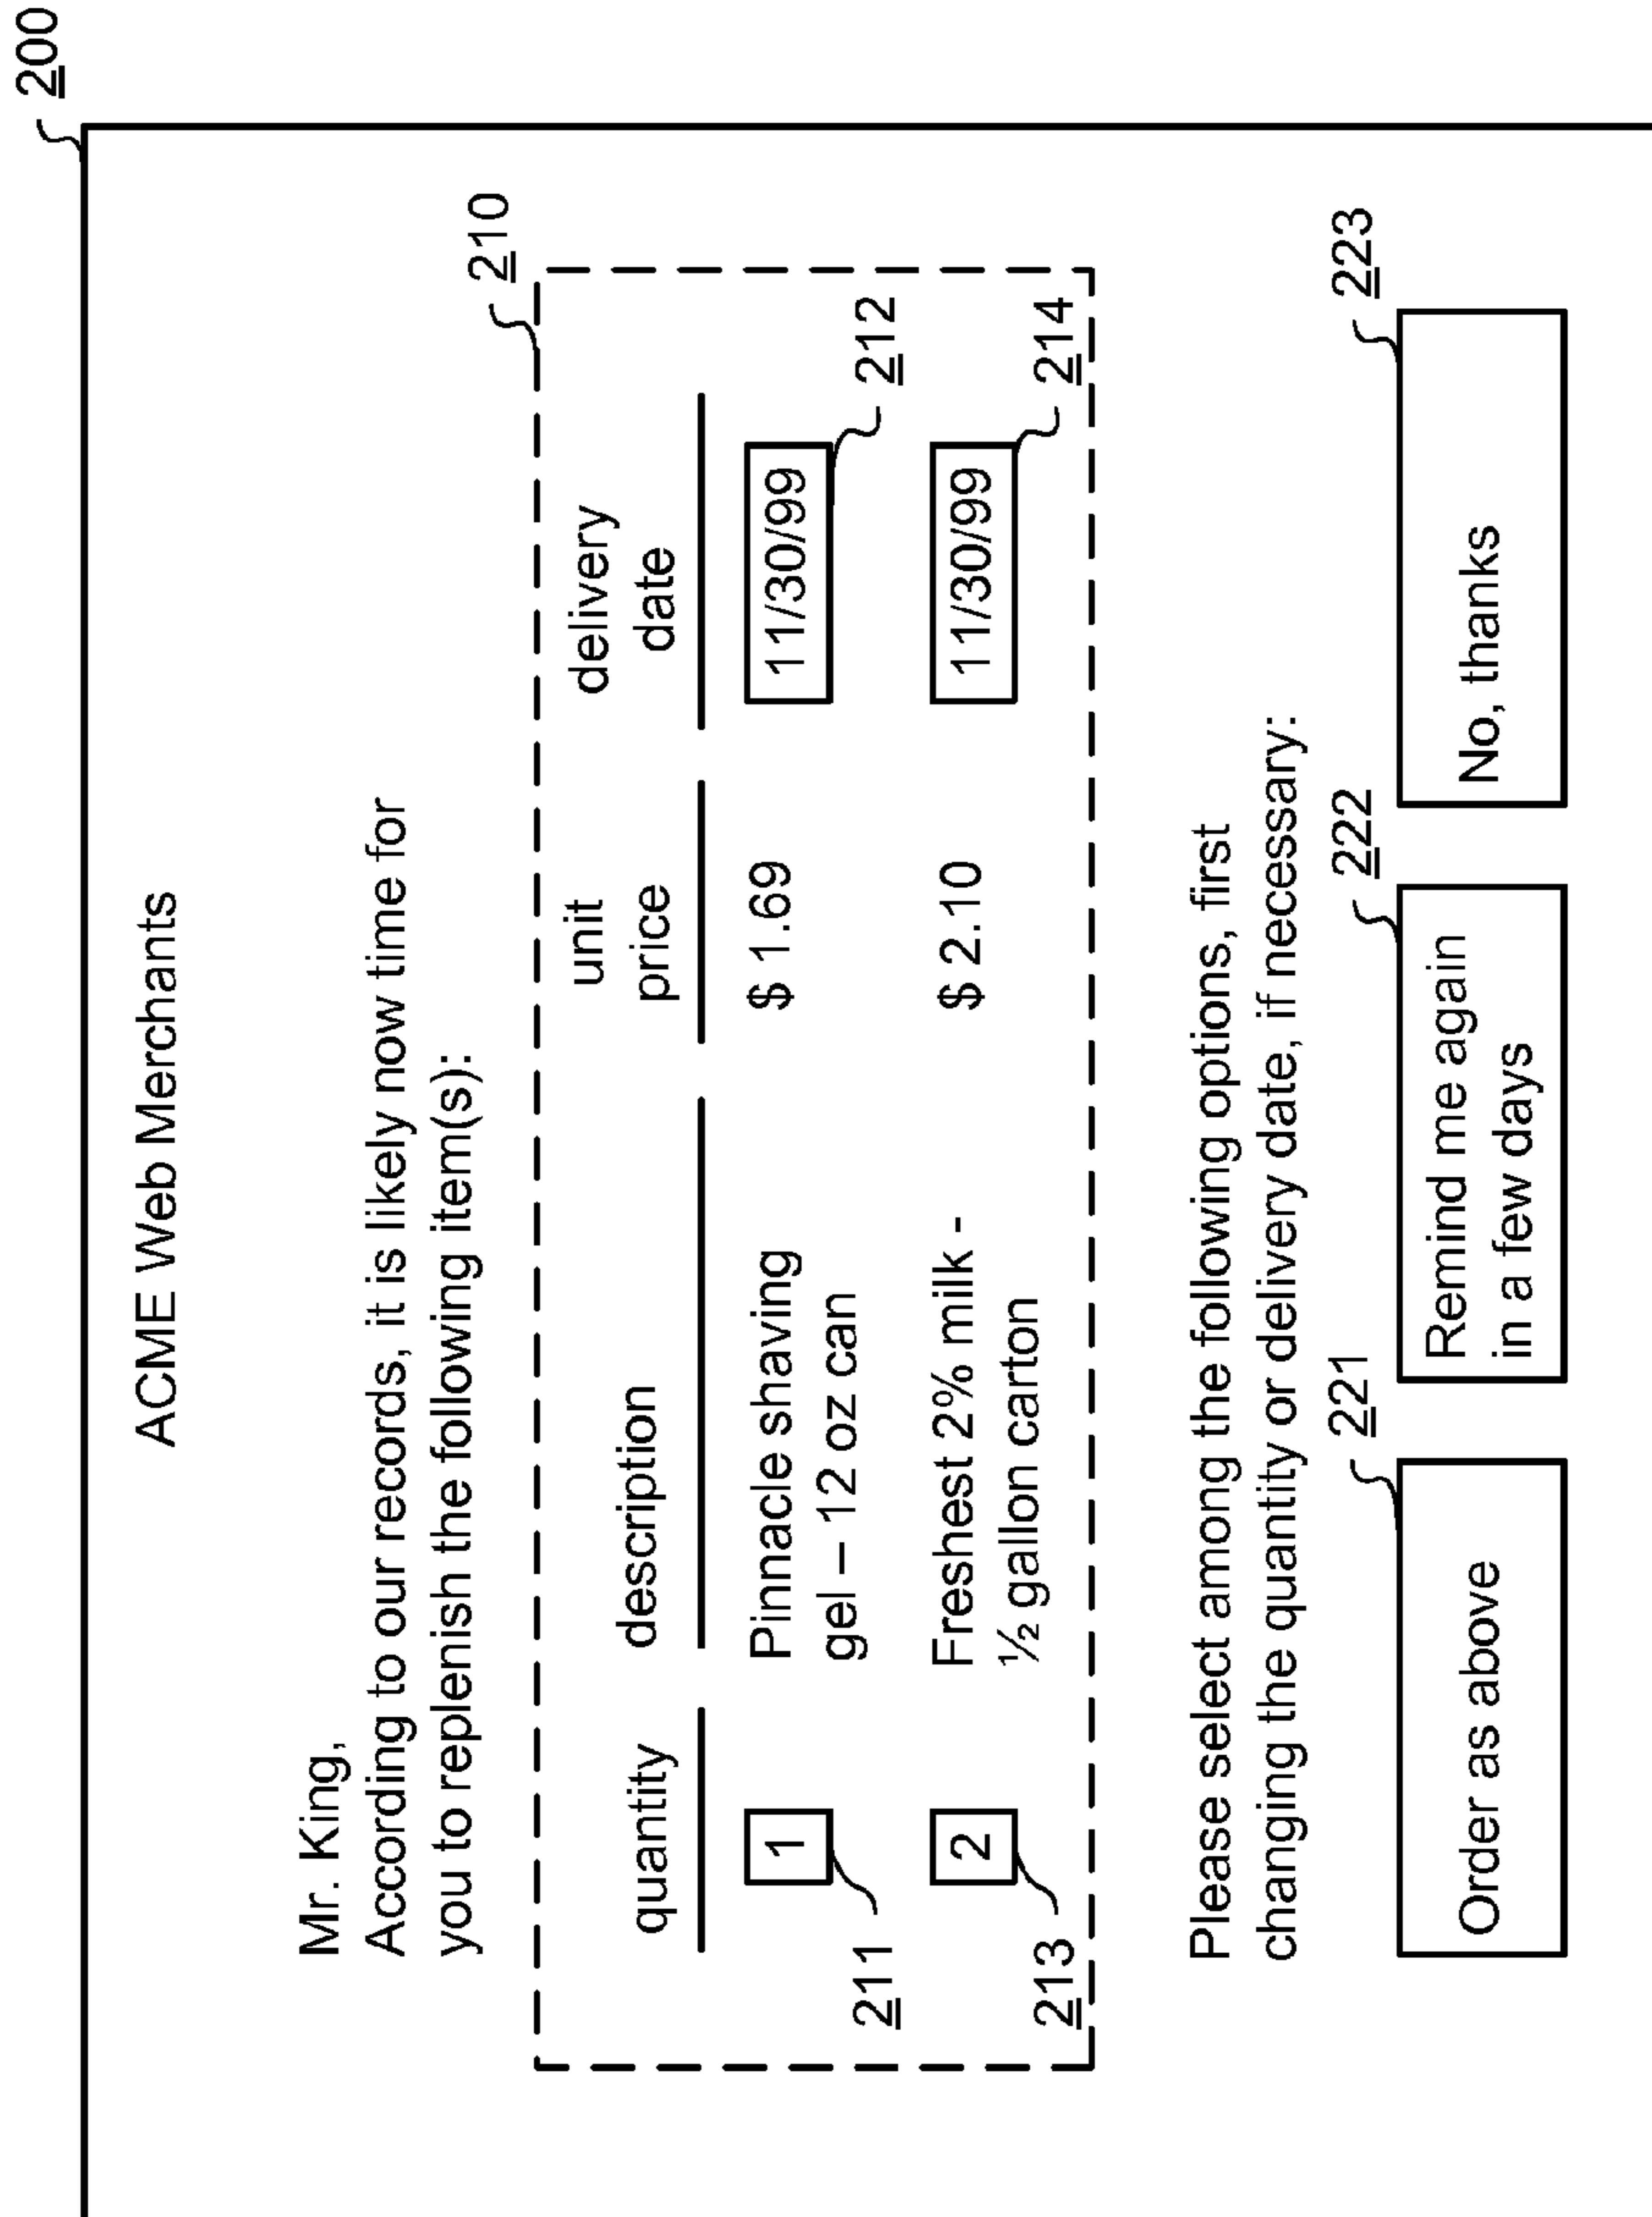 200
ACME Web Merchants
Mr. King,
According to our records, it is likely now time for
you to replenish the following item(s):
210
quantity description unit price delivery date
1 Pinnacle shaving $ 1.69 11/30/99
gel – 12 oz can
211 212
2 Freshest 2% milk - $ 2.10 11/30/99
½ gallon carton
213 214
Please select among the following options, first
changing the quantity or delivery date, if necessary:
221 222 223
Order as above
Remind me again
in a few days
No, thanks